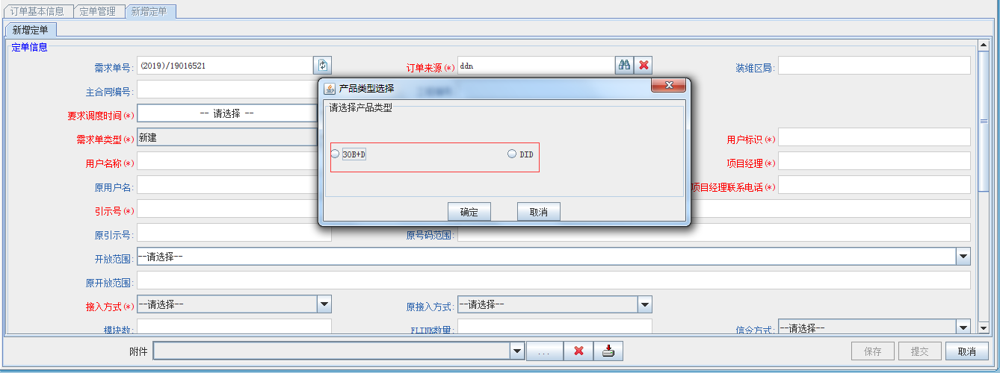 订单基本信息 定单管理 新增定单
新增定单
定单信息
需求单号: (2019)/19016521 订单来源(*) ddn 装维区局:
主合同编号:
要求调度时间(*) -- 请选择 --
需求单类型(*) 新建 用户标识(*)
用户名称(*) 项目经理(*)
原用户名: 项目经理联系电话(*)
引示号(*)
原引示号: 原号码范围:
开放范围: --请选择--
原开放范围:
接入方式(*) --请选择-- 原接入方式: --请选择--
模块数: FLINK数量: 信令方式: --请选择--
产品类型选择
请选择产品类型
30B+D DID
确定 取消
附件 ... 保存 提交 取消